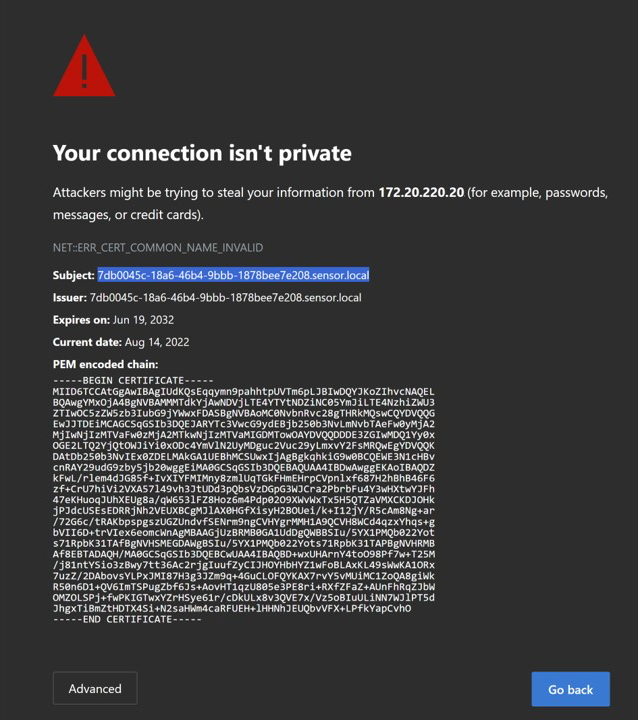 Your connection isn't private
Attackers might be trying to steal your information from 172.20.220.20 (for example, passwords,
messages, or credit cards).
NET::ERR_CERT_COMMON_NAME_INVALID
Subject: 7db0045c-18a6-46b4-9bbb-1878bee7e208.sensor.local
Issuer: 7db0045c-18a6-46b4-9bbb-1878bee7e208.sensor.local
Expires on: Jun 19, 2032
Current date: Aug 14, 2022
PEM encoded chain:
-----BEGIN CERTIFICATE-----
MIID6TCCAtGgAwIBAgIUdKQsEqqymn9pahhtpUVTm6pLJBIwDQYJKoZIhvcNAQEL
BQAwgYMxOjA4BgNVBAMMMTdkYjAwNDVjLTE4YTYtNDZiNC05YmJiLTE4NzhiZWU3
ZTIwOC5zZW5zb3IubG9jYWwxFDASBgNVBAoMC0NvbnRvc28gTHRkMQswCQYDVQQG
EwJJTDEiMCAGCSqGSIb3DQEJARYTc3VwcG9ydEBjb250b3NvLmNvbTAeFw0yMjA2
MjIwNjIzMTVaFw0zMjA2MTkwNjIzMTVaMIGDMTowOAYDVQQDDDE3ZGIwMDQ1Yy0x
OGE2LTQ2YjQtOWJiYi0xODc4YmVlN2UyMDguc2Vuc29yLmxvY2FsMRQwEgYDVQQK
DAtDb250b3NvIEx0ZDELMAkGA1UEBhMCSUwxIjAgBgkqhkiG9w0BCQEWE3N1cHBv
cnRAY29udG9zby5jb20wggEiMA0GCSqGSIb3DQEBAQUAA4IBDwAwggEKAoIBAQDZ
kFwL/rlem4dJG85f+IvXIYFMIMny8zmlUqTGkFHmEHrpCVpnlxf687H2hBhB46F6
zf+CrU7hiVi2VXA57l49vh3JtUDd3pQbsVzDGpG3WJCra2PbrbFu4Y3wHXtwYJFh
47eKHuoqJUhXEUg8a/qW653lFZ8Hoz6m4Pdp02O9XWvWxTx5H5QTZaVMXCKDJOHk
jPJdcUSEsEDRRjNh2VEUXBCgMJlAX0HGfXisyH2BOUei/k+I12jY/R5cAm8Ng+ar
/72G6c/tRAKbpspgszUGZUndvfSENrm9ngCVHYgrMMH1A9QCVH8WCd4qzxYhqs+g
bVII6D+trVIex6eomcWnAgMBAAGjUzBRMB0GA1UdDgQWBBSIu/5YX1PMQb022Yot
s71RpbK31TAfBgNVHSMEGDAWgBSIu/5YX1PMQb022Yots71RpbK31TAPBgNVHRMB
Af8EBTADAQH/MA0GCSqGSIb3DQEBCwUAA4IBAQBD+wxUHArnY4toO98Pf7w+T25M
/j81ntYSio3zBwy7tt36Ac2rjgIuufZyCIJHOYHbHYZ1wFoBLAxKL49sWwKA1ORx
7uzZ/2DAbovsYLPxJMI87H3g3JZm9q+4GuCLOFQYKAX7rvY5vMUiMC1ZoQA8giWk
R50n6D1+QV6ImTSPugZbf6Js+AovHT1qzU805e3PE8ri+RXfZFaZ+AUnFhRqZJbW
OMZOLSPj+fwPKIGTwxYZrHSye61r/cDkULx8v3QVE7x/Vz5oBIuULiNN7WJlPT5d
JhgxTiBmZtHDTX4Si+N2saHWm4caRFUEH+lHHNhJEUQbvVFX+LPfkYapCvhO
-----END CERTIFICATE-----
Advanced
Go back